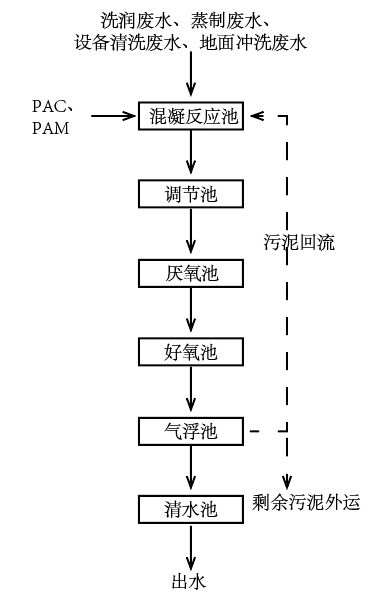 洗润废水、蒸制废水、
设备清洗废水、地面冲洗废水
PAC、
PAM
混凝反应池
调节池
污泥回流
厌氧池
好氧池
气浮池
清水池
剩余污泥外运
出水